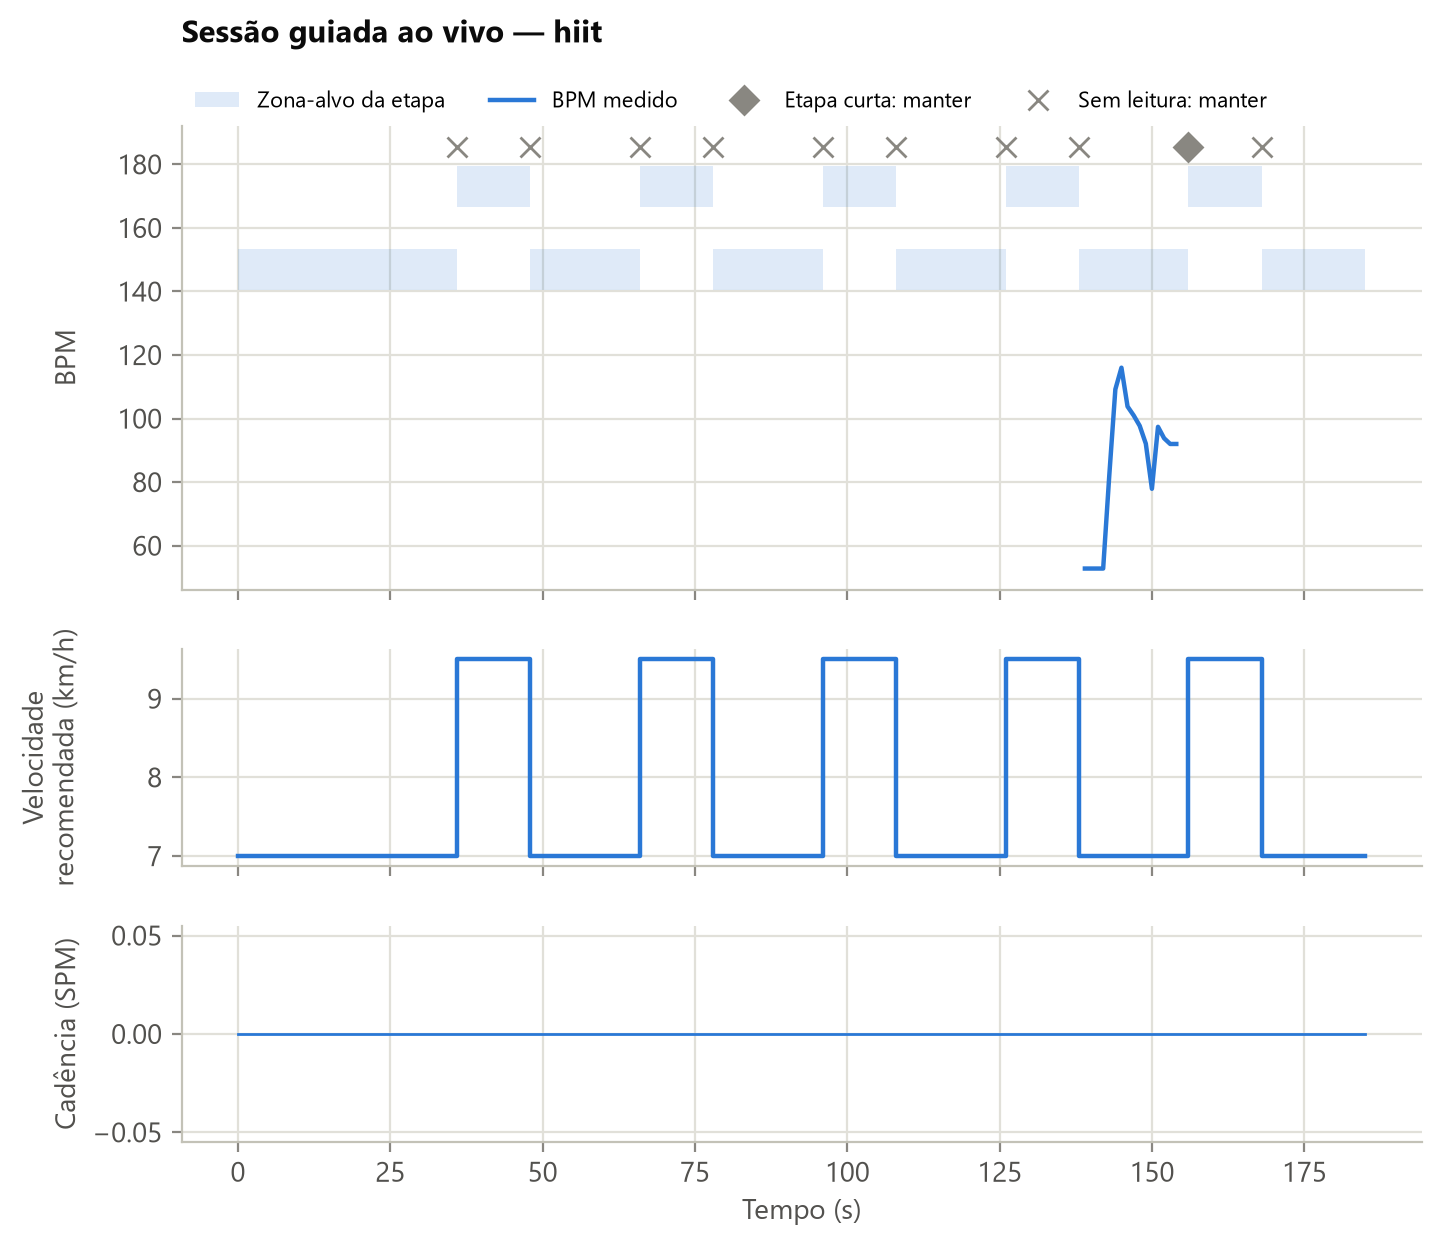 Sessão guiada ao vivo — hiit
Zona-alvo da etapa
BPM medido
Etapa curta: manter
Sem leitura: manter
180
160
140
120
100
80
60
BPM
9
8
7
Velocidade
recomendada (km/h)
0.05
0.00
−0.05
Cadência (SPM)
0
25
50
75
100
125
150
175
Tempo (s)